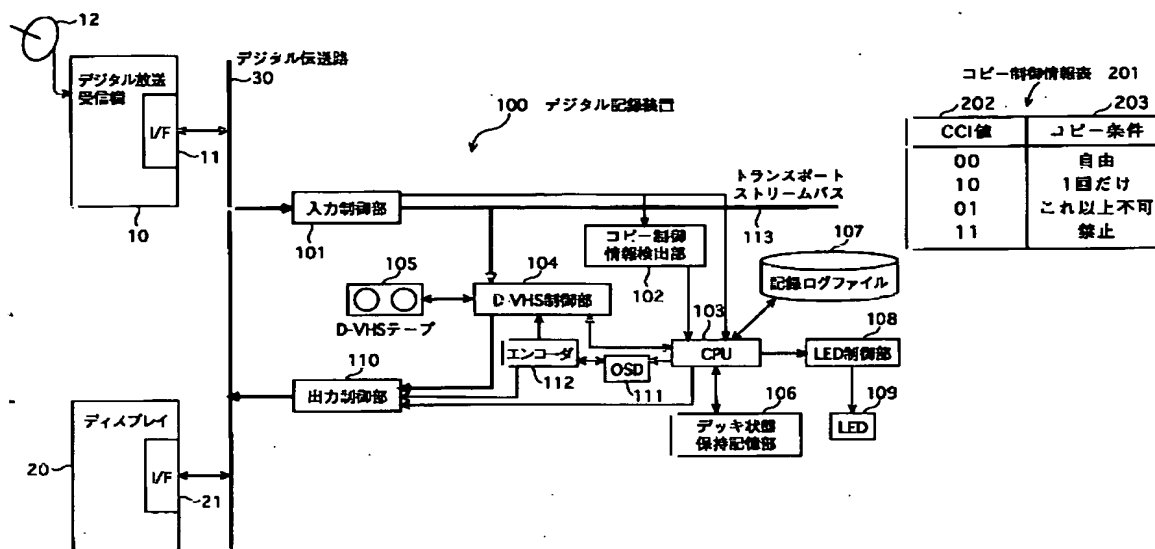 12
デジタル放送
受信機
I/F
11
10
デジタル伝送路
30
100 デジタル記録装置
コピー制御情報表 201
202
203
CCI値 コピー条件
00 自由
10 1回だけ
01 これ以上不可
11 禁止
入力制御部
101
トランスポート
ストリームバス
113
コピー制御
情報検出部
102
107
記録ログファイル
105
D-VHSテープ
104
D-VHS制御部
103
CPU
108
LED制御部
エンコーダ
112
OSD
111
110
出力制御部
106
デッキ状態
保持記憶部
109
LED
ディスプレイ
20
I/F
21